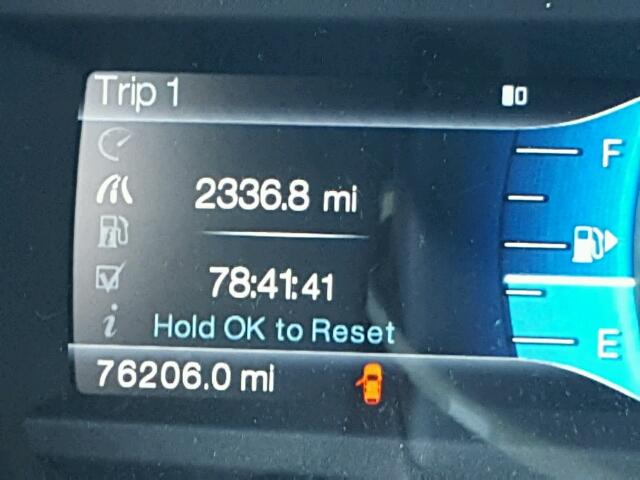 Trip 1
F
2336.8 mi
78:41:41
Hold OK to Reset
E
76206.0 mi